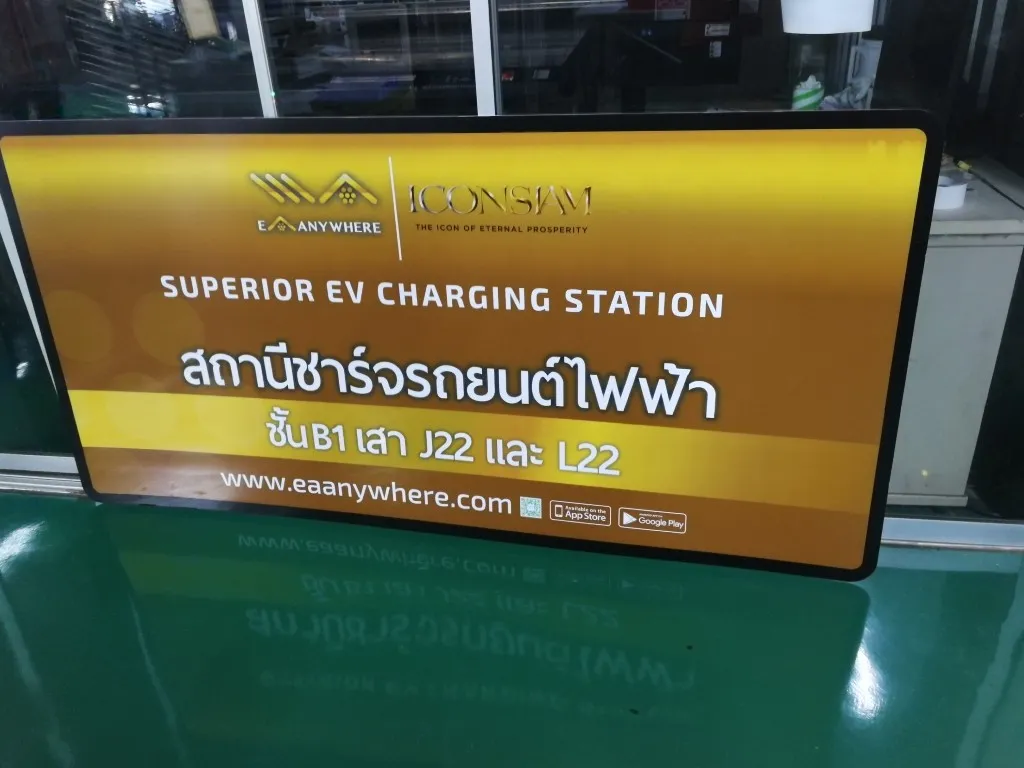 EA ANYWHERE
ICONSIAM
THE ICON OF ETERNAL PROSPERITY
SUPERIOR EV CHARGING STATION
สถานีชาร์จรถยนต์ไฟฟ้า
ชั้น B1 เสา J22 และ L22
www.eaanywhere.com
Available on the
App Store
Google Play